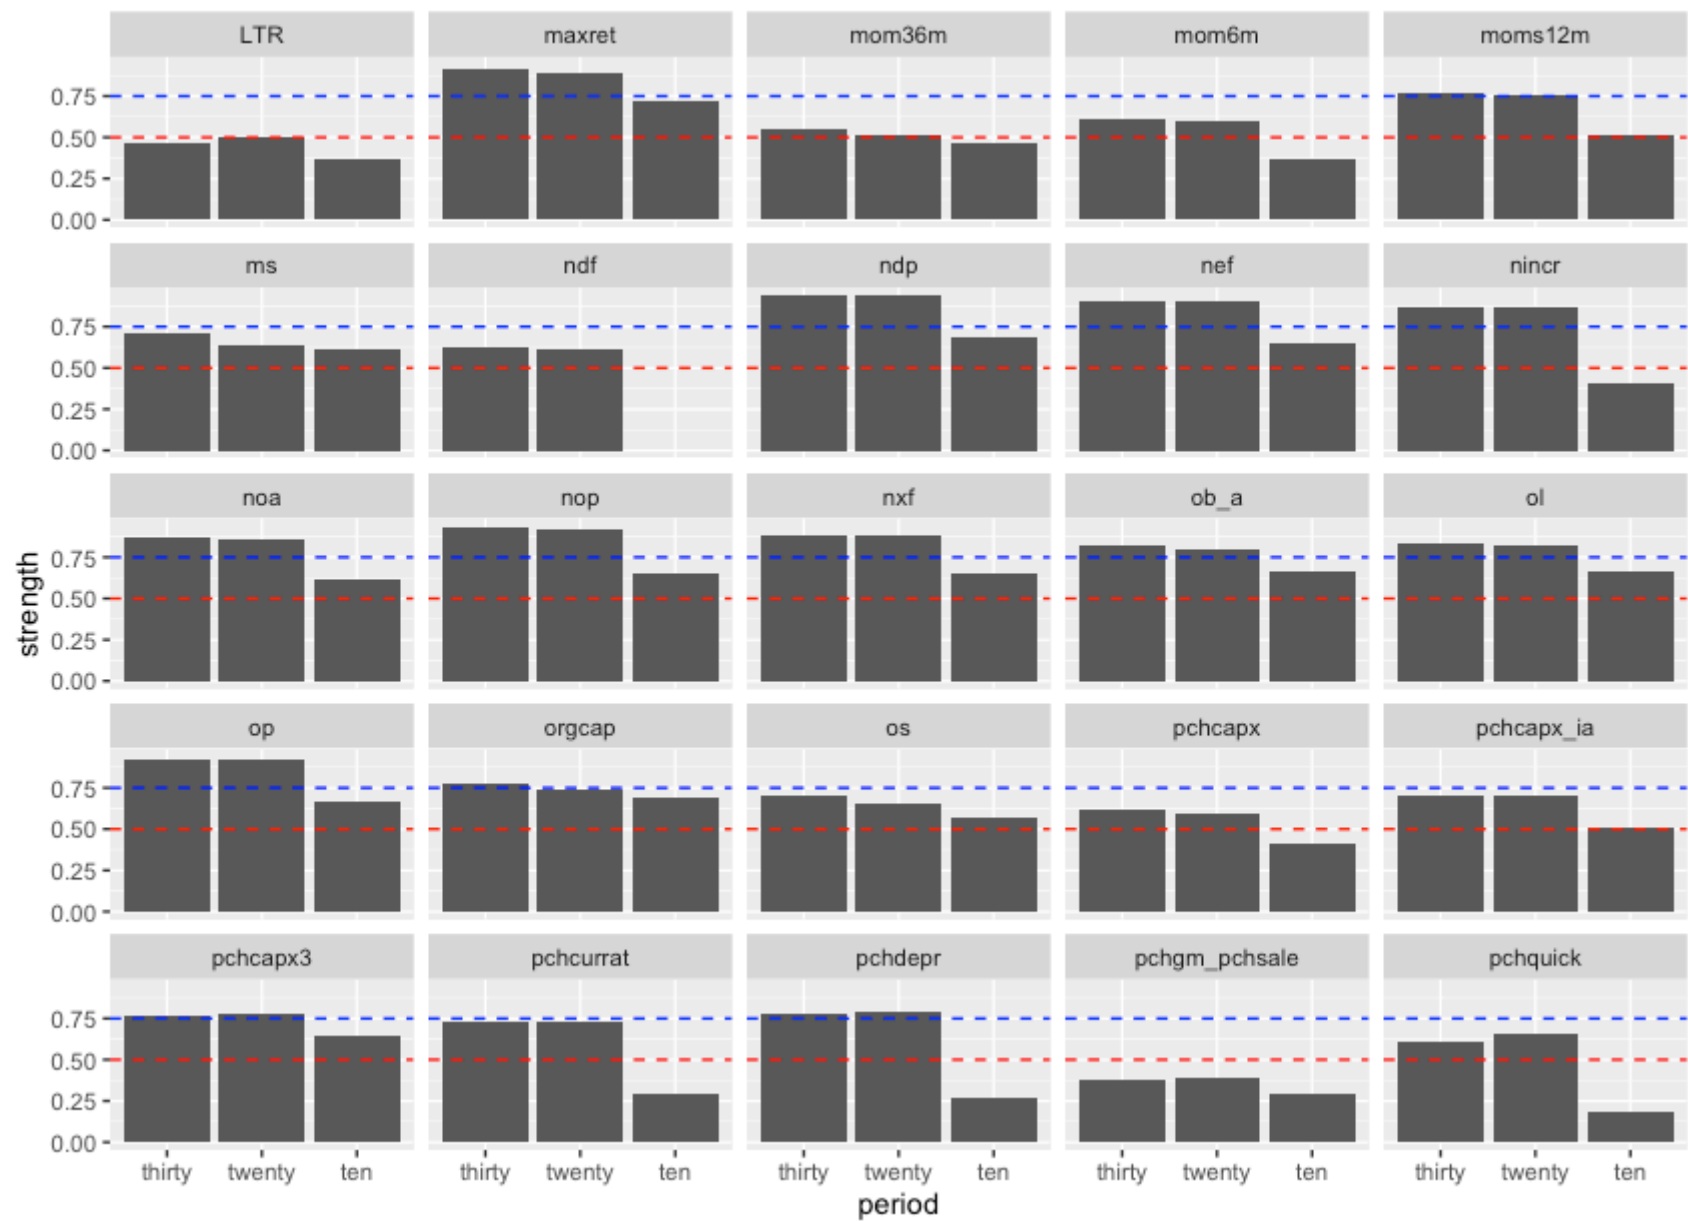 LTR maxret mom36m mom6m moms12m
0.75
0.50
0.25
0.00
ms ndf ndp nef nincr
0.75
0.50
0.25
0.00
noa nop nxf ob_a ol
0.75
0.50
0.25
0.00
strength
op orgcap os pchcapx pchcapx_ia
0.75
0.50
0.25
0.00
pchcapx3 pchcurrat pchdepr pchgm_pchsale pchquick
0.75
0.50
0.25
0.00
thirty twenty ten thirty twenty ten thirty twenty ten thirty twenty ten thirty twenty ten
period